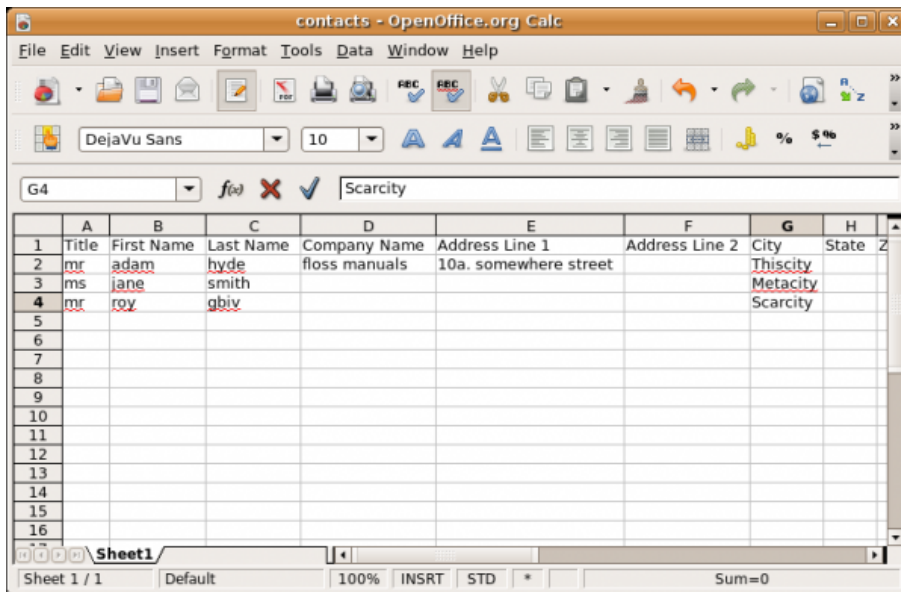 contacts - OpenOffice.org Calc
File Edit View Insert Format Tools Data Window Help
PDF ABC ABC A Z
DejaVu Sans 10 A A A % $ %
G4 f(x) Scarcity
A B C D E F G H
1 Title First Name Last Name Company Name Address Line 1 Address Line 2 City State Z
2 mr adam hyde floss manuals 10a. somewhere street Thiscity
3 ms jane smith Metacity
4 mr roy gbiv Scarcity
5
6
7
8
9
10
11
12
13
14
15
16
Sheet1
Sheet 1 / 1 Default 100% INSRT STD * Sum=0